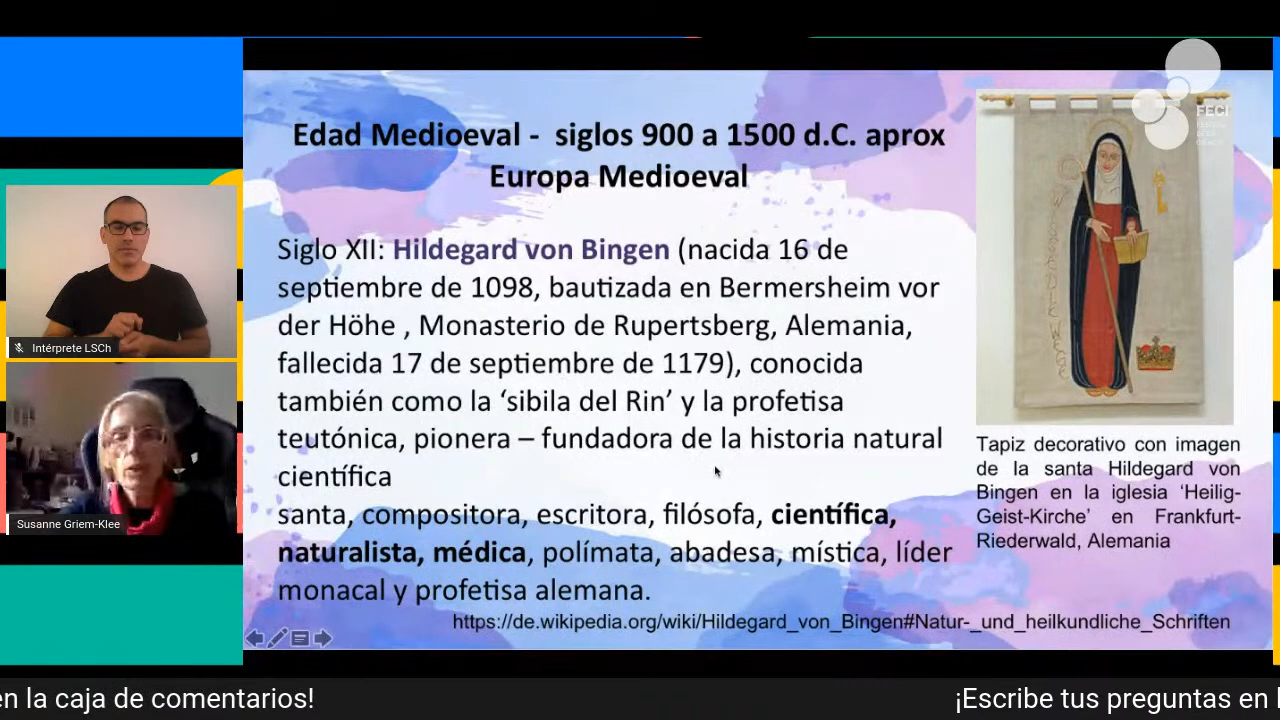 FECI
Edad Medioeval - siglos 900 a 1500 d.C. aprox
Europa Medioeval
Siglo XII: Hildegard von Bingen (nacida 16 de
septiembre de 1098, bautizada en Bermersheim vor
der Höhe , Monasterio de Rupertsberg, Alemania,
fallecida 17 de septiembre de 1179), conocida
también como la ‘sibila del Rin’ y la profetisa
teutónica, pionera – fundadora de la historia natural
científica
santa, compositora, escritora, filósofa, científica,
naturalista, médica, polímata, abadesa, mística, líder
monacal y profetisa alemana.
Tapiz decorativo con imagen
de la santa Hildegard von
Bingen en la iglesia ‘Heilig-
Geist-Kirche’ en Frankfurt-
Riederwald, Alemania
https://de.wikipedia.org/wiki/Hildegard_von_Bingen#Natur-_und_heilkundliche_Schriften
Intérprete LSCh
Susanne Griem-Klee
en la caja de comentarios!
¡Escribe tus preguntas en